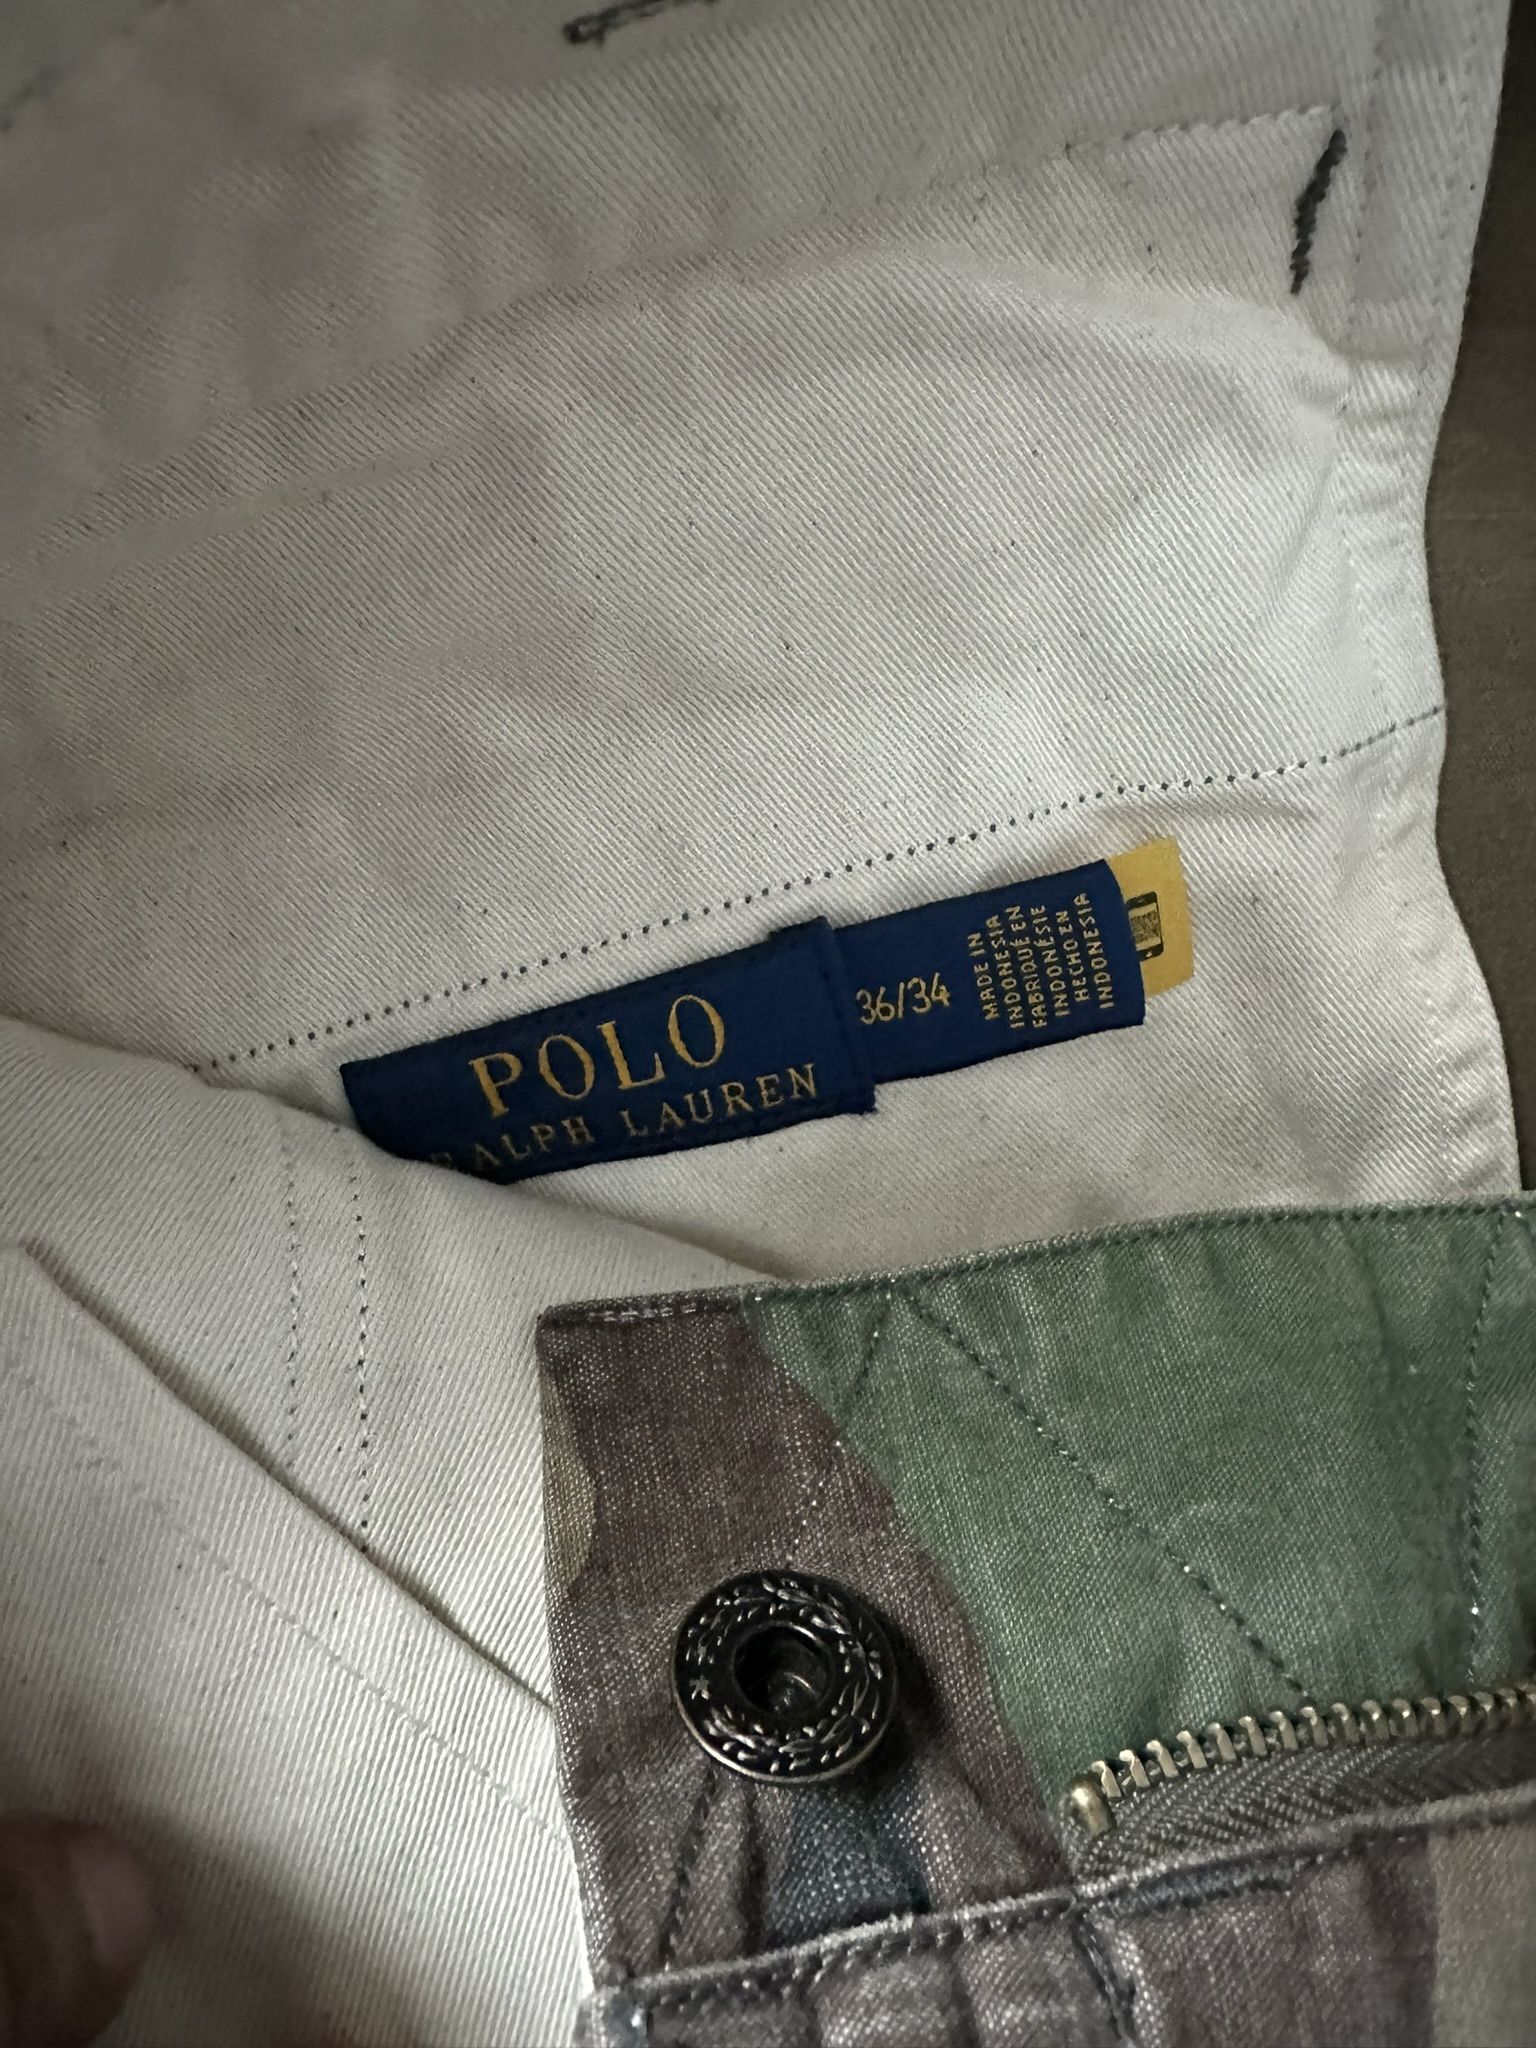 POLO
RALPH LAUREN
36/34
MADE IN
INDONESIA
FABRIQUÉ EN
INDONÉSIE
HECHO EN
INDONESIA